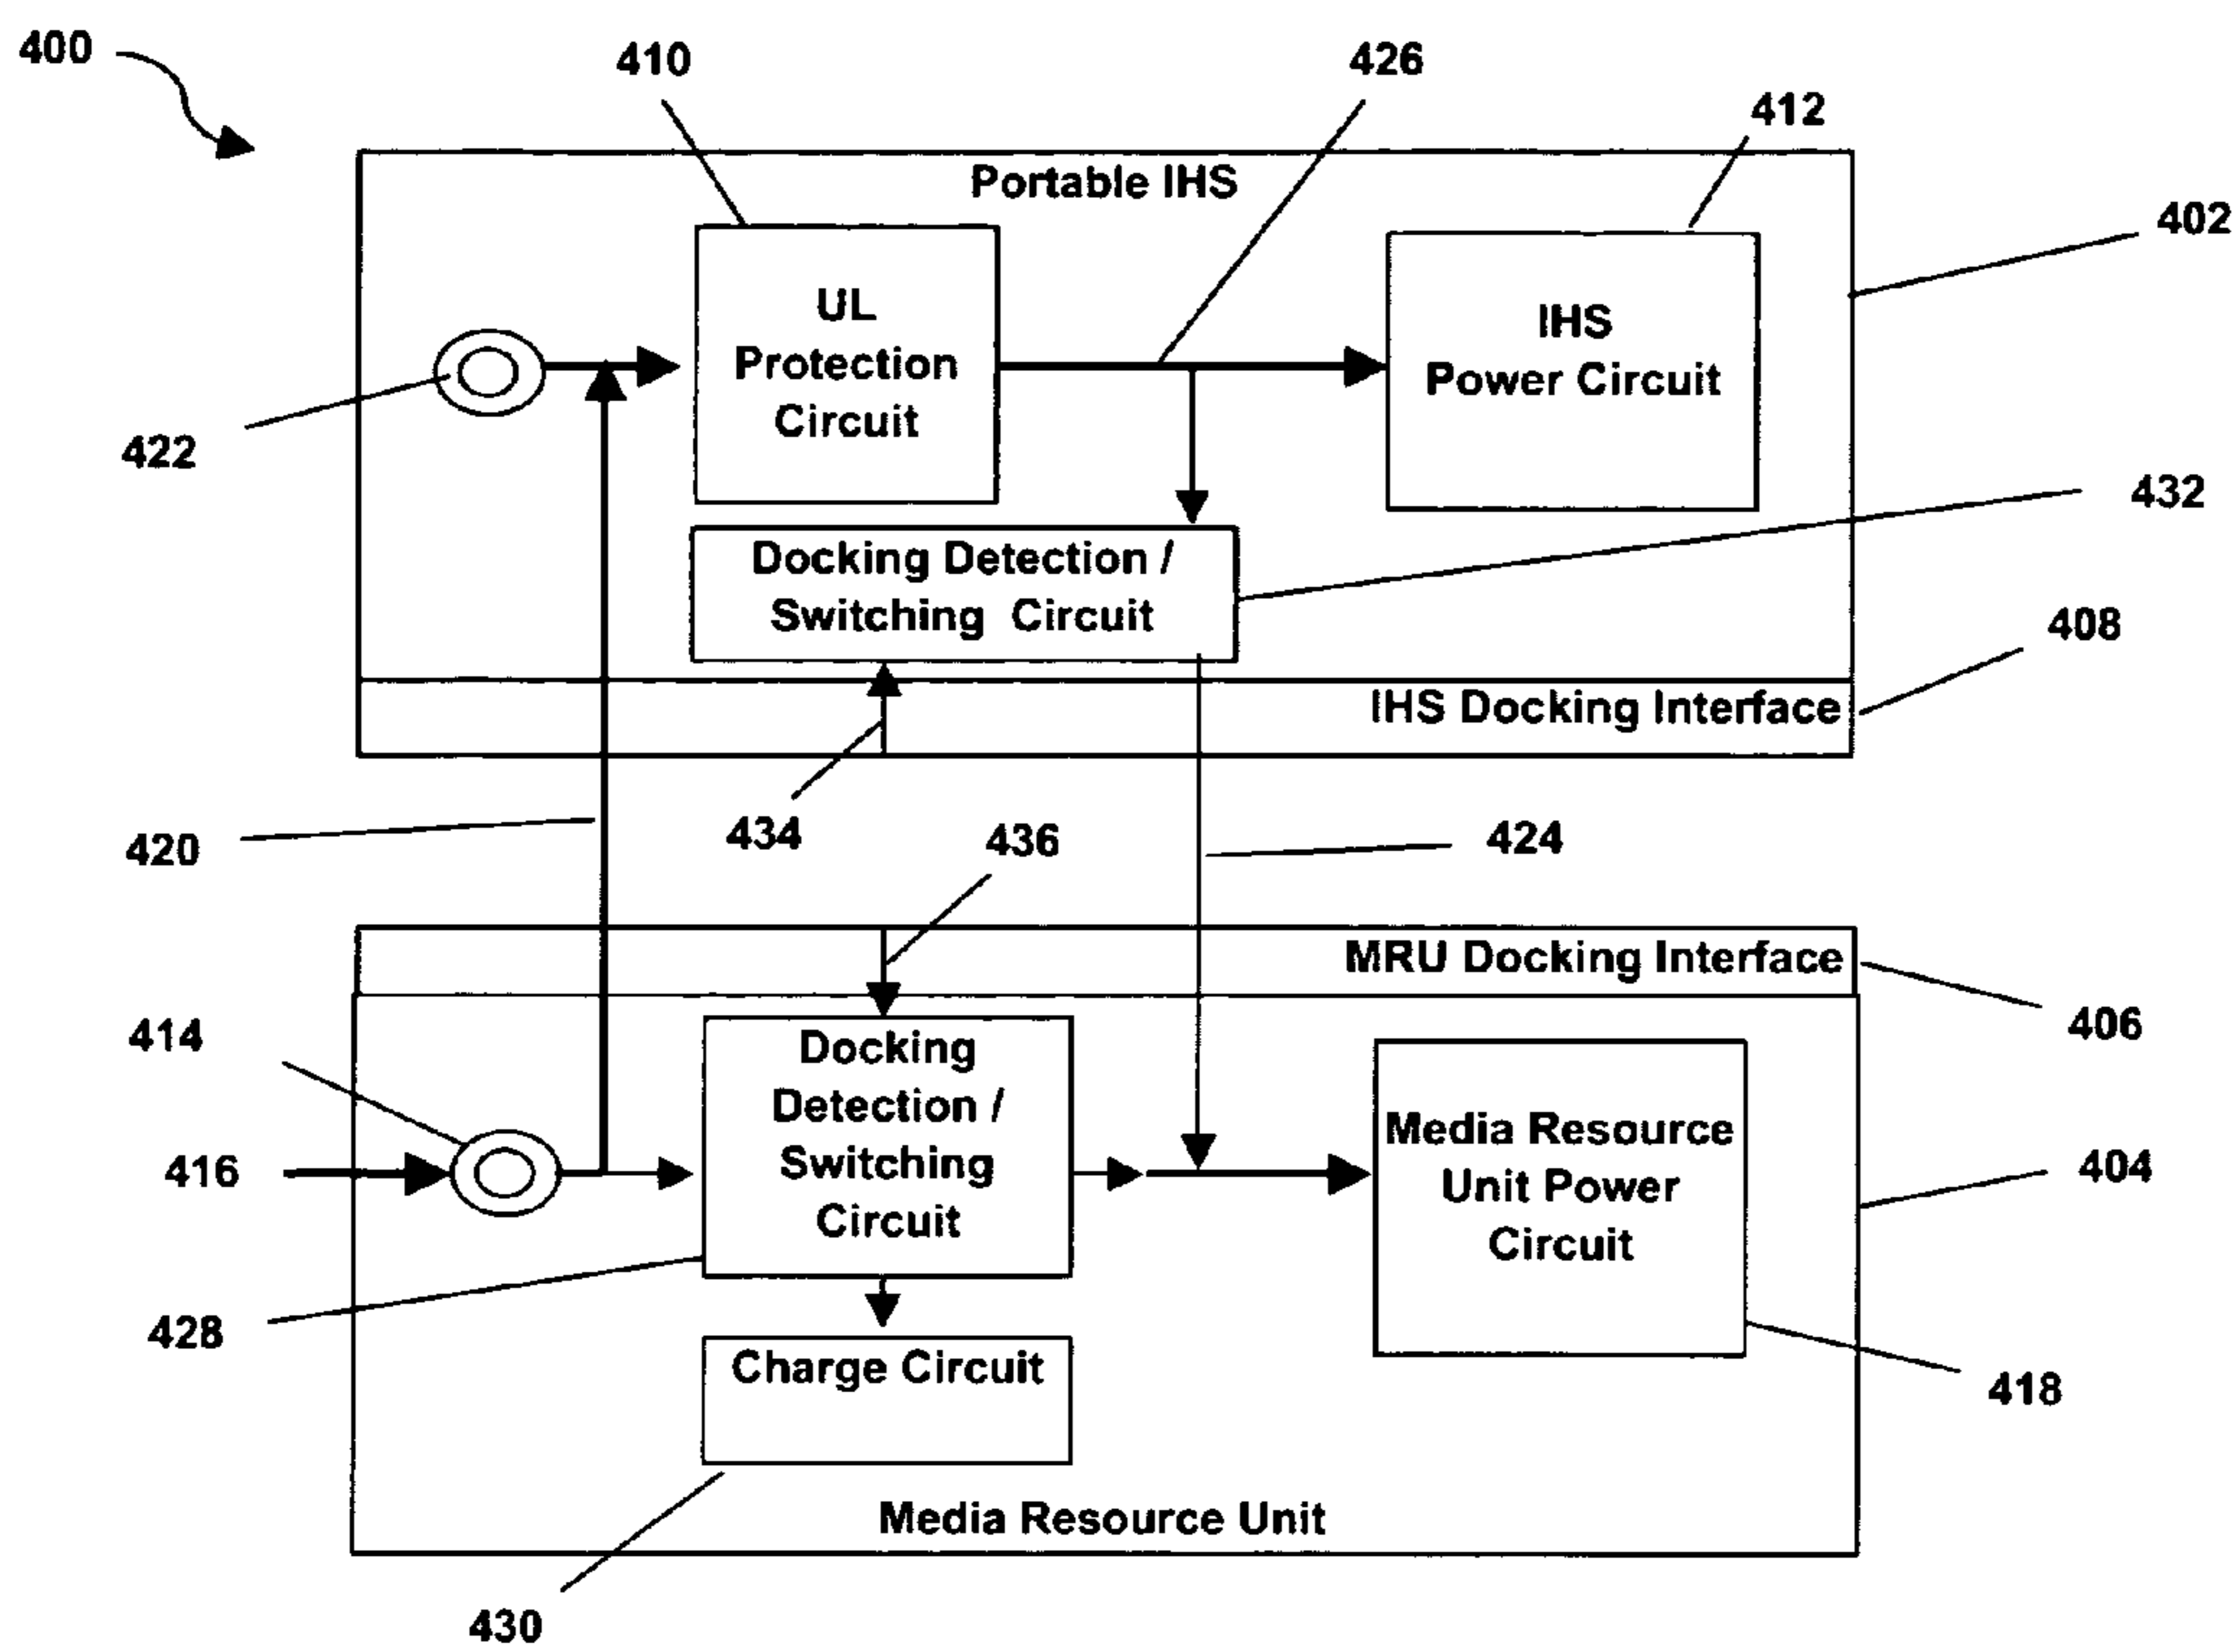 400
410
426
412
Portable IHS
402
UL
Protection
Circuit
IHS
Power Circuit
422
432
Docking Detection /
Switching Circuit
408
IHS Docking Interface
434
436
424
420
MRU Docking Interface
406
414
Docking
Detection /
Switching
Circuit
Media Resource
Unit Power
Circuit
416
404
428
Charge Circuit
418
Media Resource Unit
430